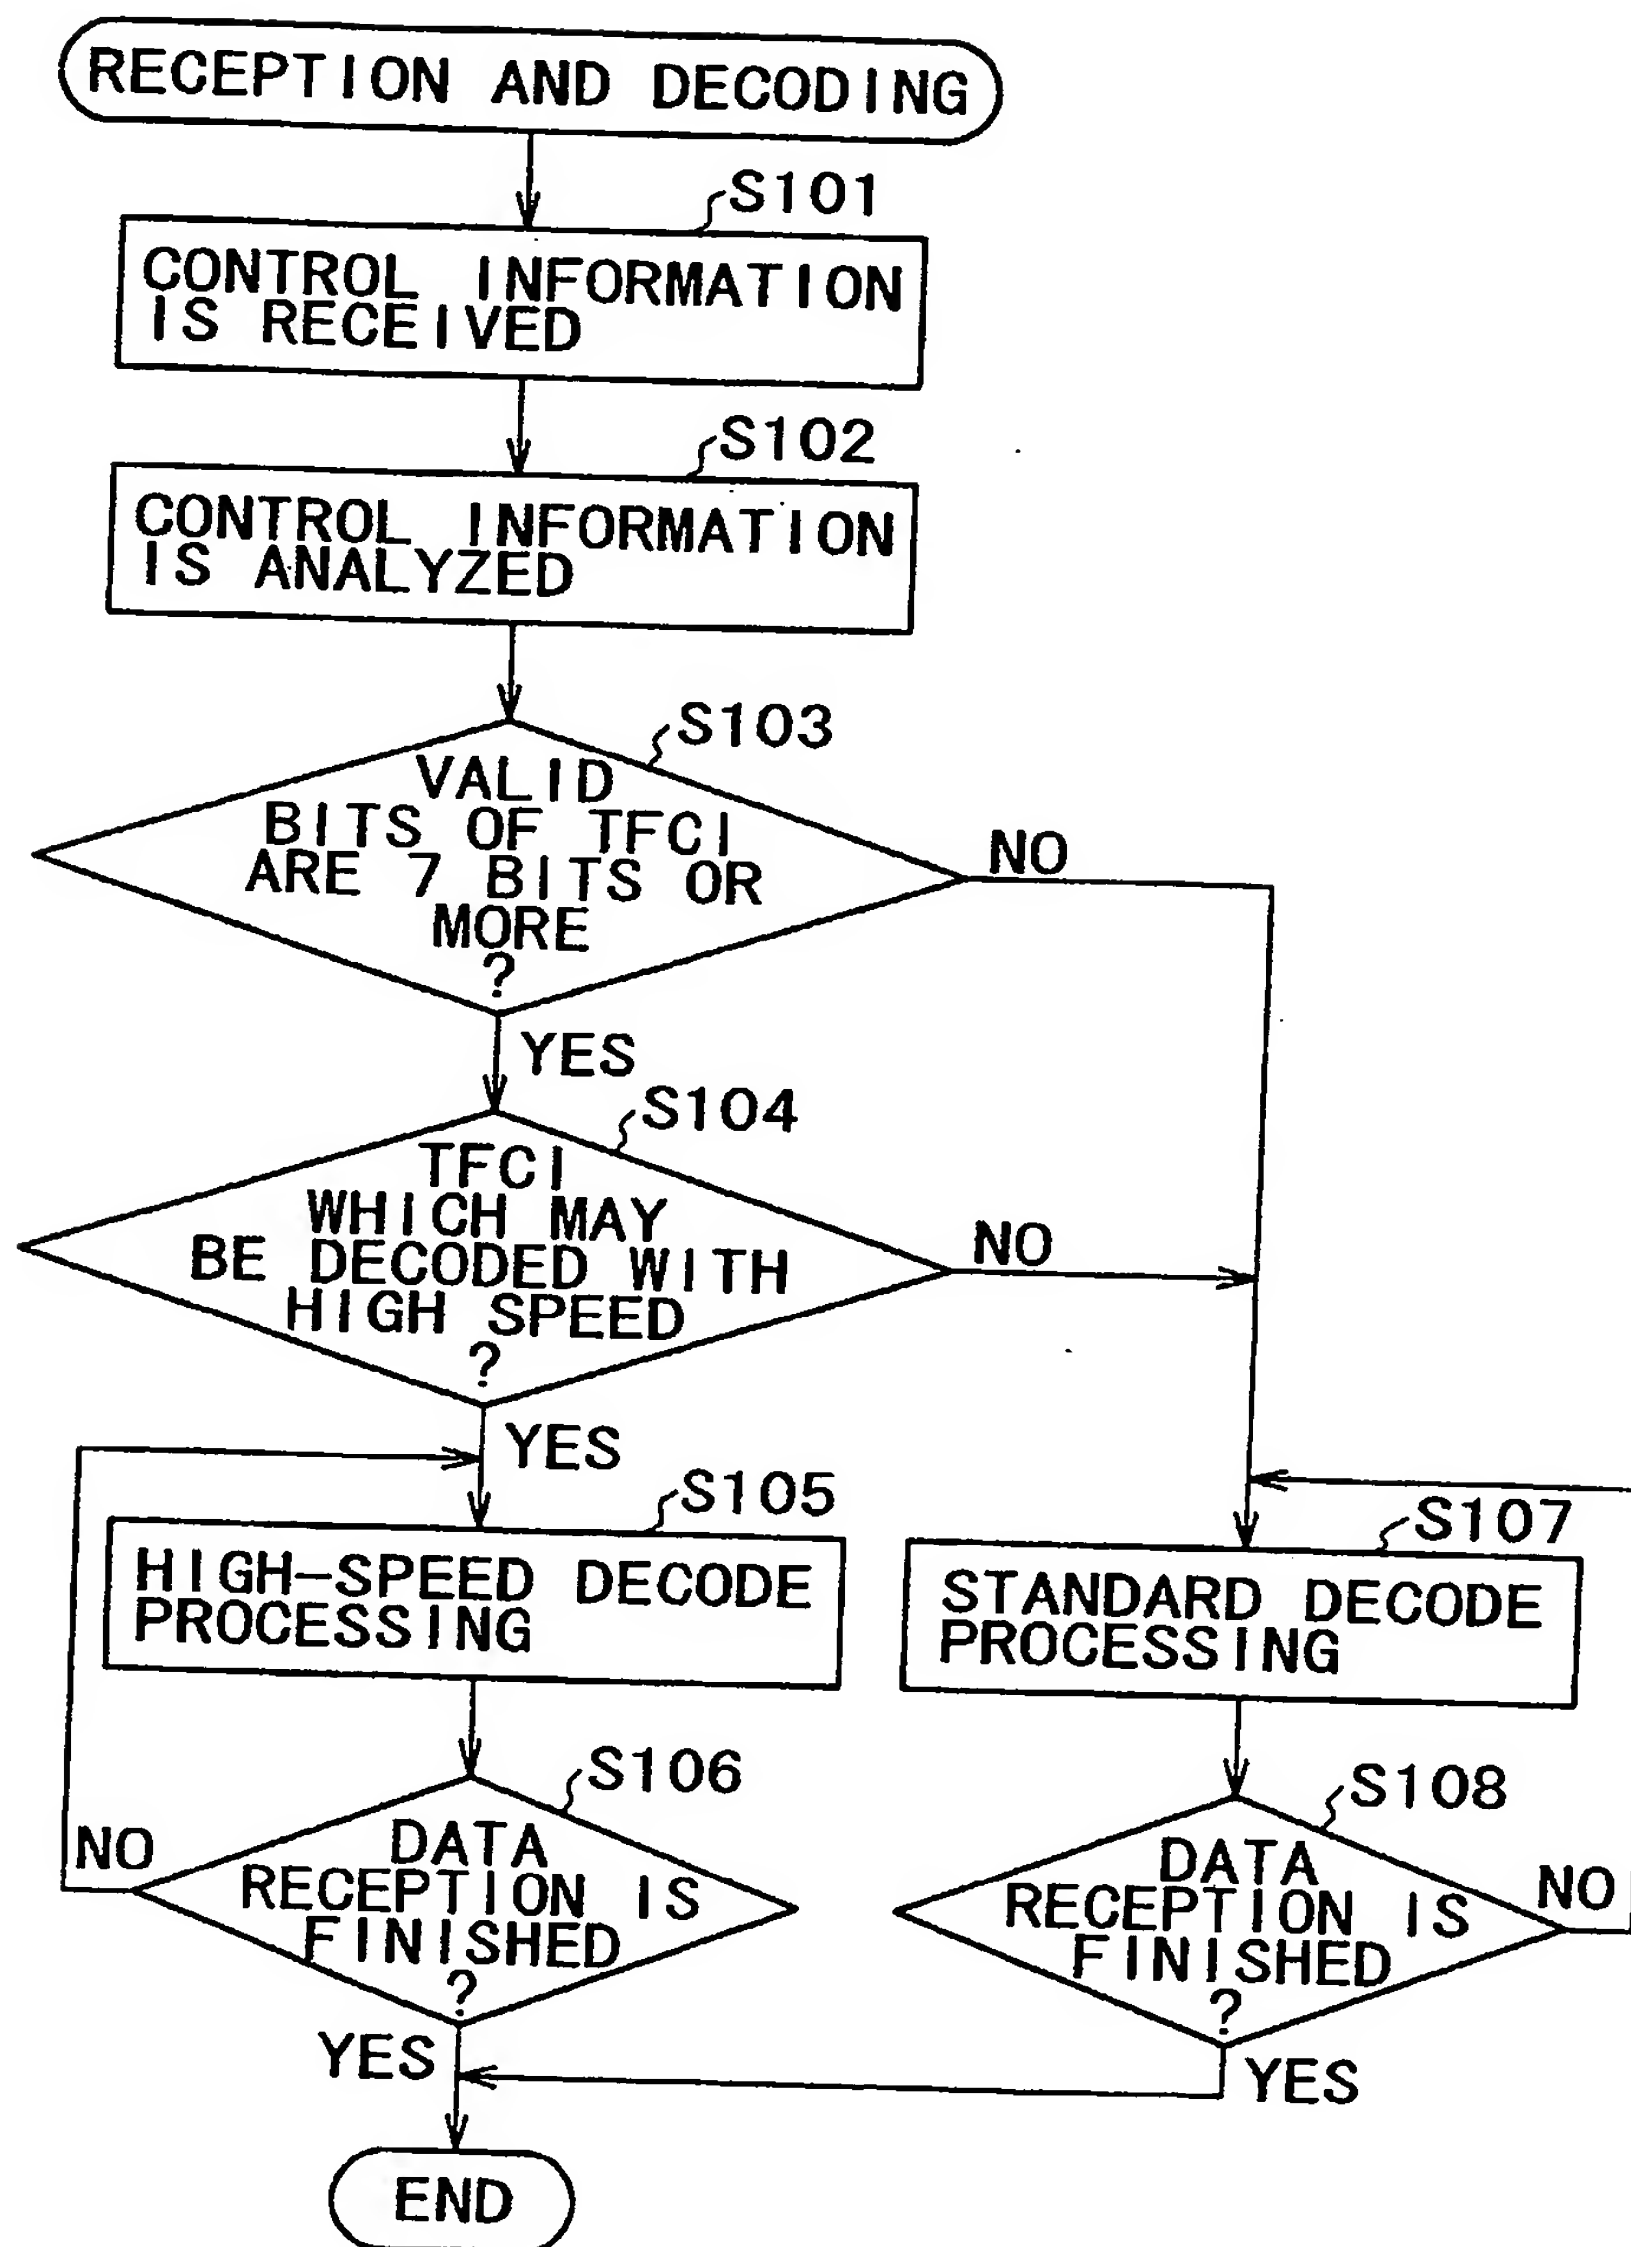 RECEPTION AND DECODING
S101
CONTROL INFORMATION
IS RECEIVED
S102
CONTROL INFORMATION
IS ANALYZED
S103
VALID
BITS OF TFCI
ARE 7 BITS OR
MORE
?
NO
YES
S104
TFCI
WHICH MAY
BE DECODED WITH
HIGH SPEED
?
NO
YES
S105
HIGH-SPEED DECODE
PROCESSING
S107
STANDARD DECODE
PROCESSING
S106
DATA
RECEPTION IS
FINISHED
?
NO
YES
S108
DATA
RECEPTION IS
FINISHED
?
NO
YES
END